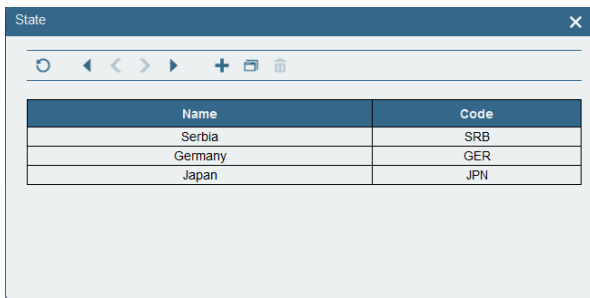 State
Name Code
Serbia SRB
Germany GER
Japan JPN